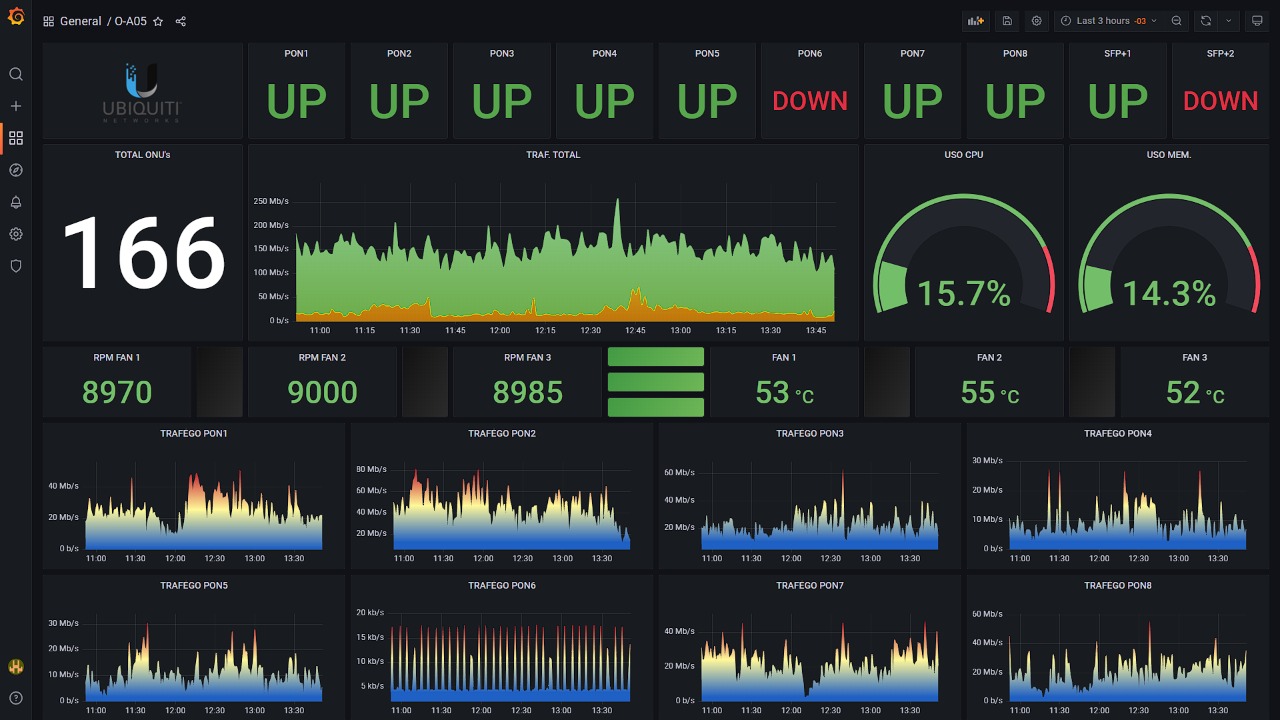 General / O-A05
Last 3 hours -03
UBIQUITI
NETWORKS
PON1
UP
PON2
UP
PON3
UP
PON4
UP
PON5
UP
PON6
DOWN
PON7
UP
PON8
UP
SFP+1
UP
SFP+2
DOWN
TOTAL ONU's
166
TRAF. TOTAL
250 Mb/s
200 Mb/s
150 Mb/s
100 Mb/s
50 Mb/s
0 b/s
11:00 11:15 11:30 11:45 12:00 12:15 12:30 12:45 13:00 13:15 13:30 13:45
USO CPU
15.7%
USO MEM.
14.3%
RPM FAN 1
8970
RPM FAN 2
9000
RPM FAN 3
8985
FAN 1
53 °C
FAN 2
55 °C
FAN 3
52 °C
TRAFEGO PON1
40 Mb/s
20 Mb/s
0 b/s
11:00 11:30 12:00 12:30 13:00 13:30
TRAFEGO PON2
80 Mb/s
60 Mb/s
40 Mb/s
20 Mb/s
11:00 11:30 12:00 12:30 13:00 13:30
TRAFEGO PON3
60 Mb/s
40 Mb/s
20 Mb/s
11:00 11:30 12:00 12:30 13:00 13:30
TRAFEGO PON4
30 Mb/s
20 Mb/s
10 Mb/s
0 b/s
11:00 11:30 12:00 12:30 13:00 13:30
TRAFEGO PON5
30 Mb/s
20 Mb/s
10 Mb/s
0 b/s
11:00 11:30 12:00 12:30 13:00 13:30
TRAFEGO PON6
20 kb/s
15 kb/s
10 kb/s
5 kb/s
11:00 11:30 12:00 12:30 13:00 13:30
TRAFEGO PON7
40 Mb/s
20 Mb/s
0 b/s
11:00 11:30 12:00 12:30 13:00 13:30
TRAFEGO PON8
60 Mb/s
40 Mb/s
20 Mb/s
0 b/s
11:00 11:30 12:00 12:30 13:00 13:30